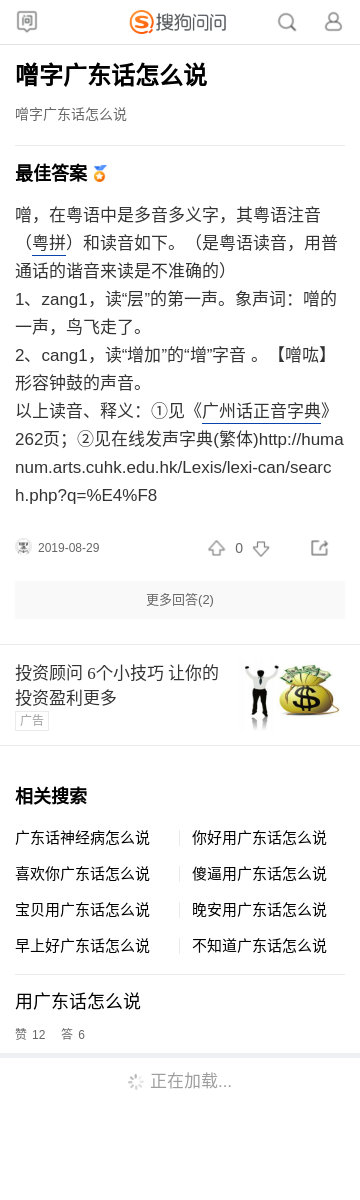 问
搜狗问问
噌字广东话怎么说
噌字广东话怎么说
最佳答案
噌，在粤语中是多音多义字，其粤语注音
（粤拼）和读音如下。（是粤语读音，用普
通话的谐音来读是不准确的）
1、zang1，读“层”的第一声。象声词：噌的
一声，鸟飞走了。
2、cang1，读“增加”的“增”字音 。【噌吰】
形容钟鼓的声音。
以上读音、释义：①见《广州话正音字典》
262页；②见在线发声字典(繁体)http://huma
num.arts.cuhk.edu.hk/Lexis/lexi-can/searc
h.php?q=%E4%F8
2019-08-29
0
更多回答(2)
投资顾问 6个小技巧 让你的
投资盈利更多
广告
$
相关搜索
广东话神经病怎么说 你好用广东话怎么说
喜欢你广东话怎么说 傻逼用广东话怎么说
宝贝用广东话怎么说 晚安用广东话怎么说
早上好广东话怎么说 不知道广东话怎么说
用广东话怎么说
赞 12 答 6
正在加载...